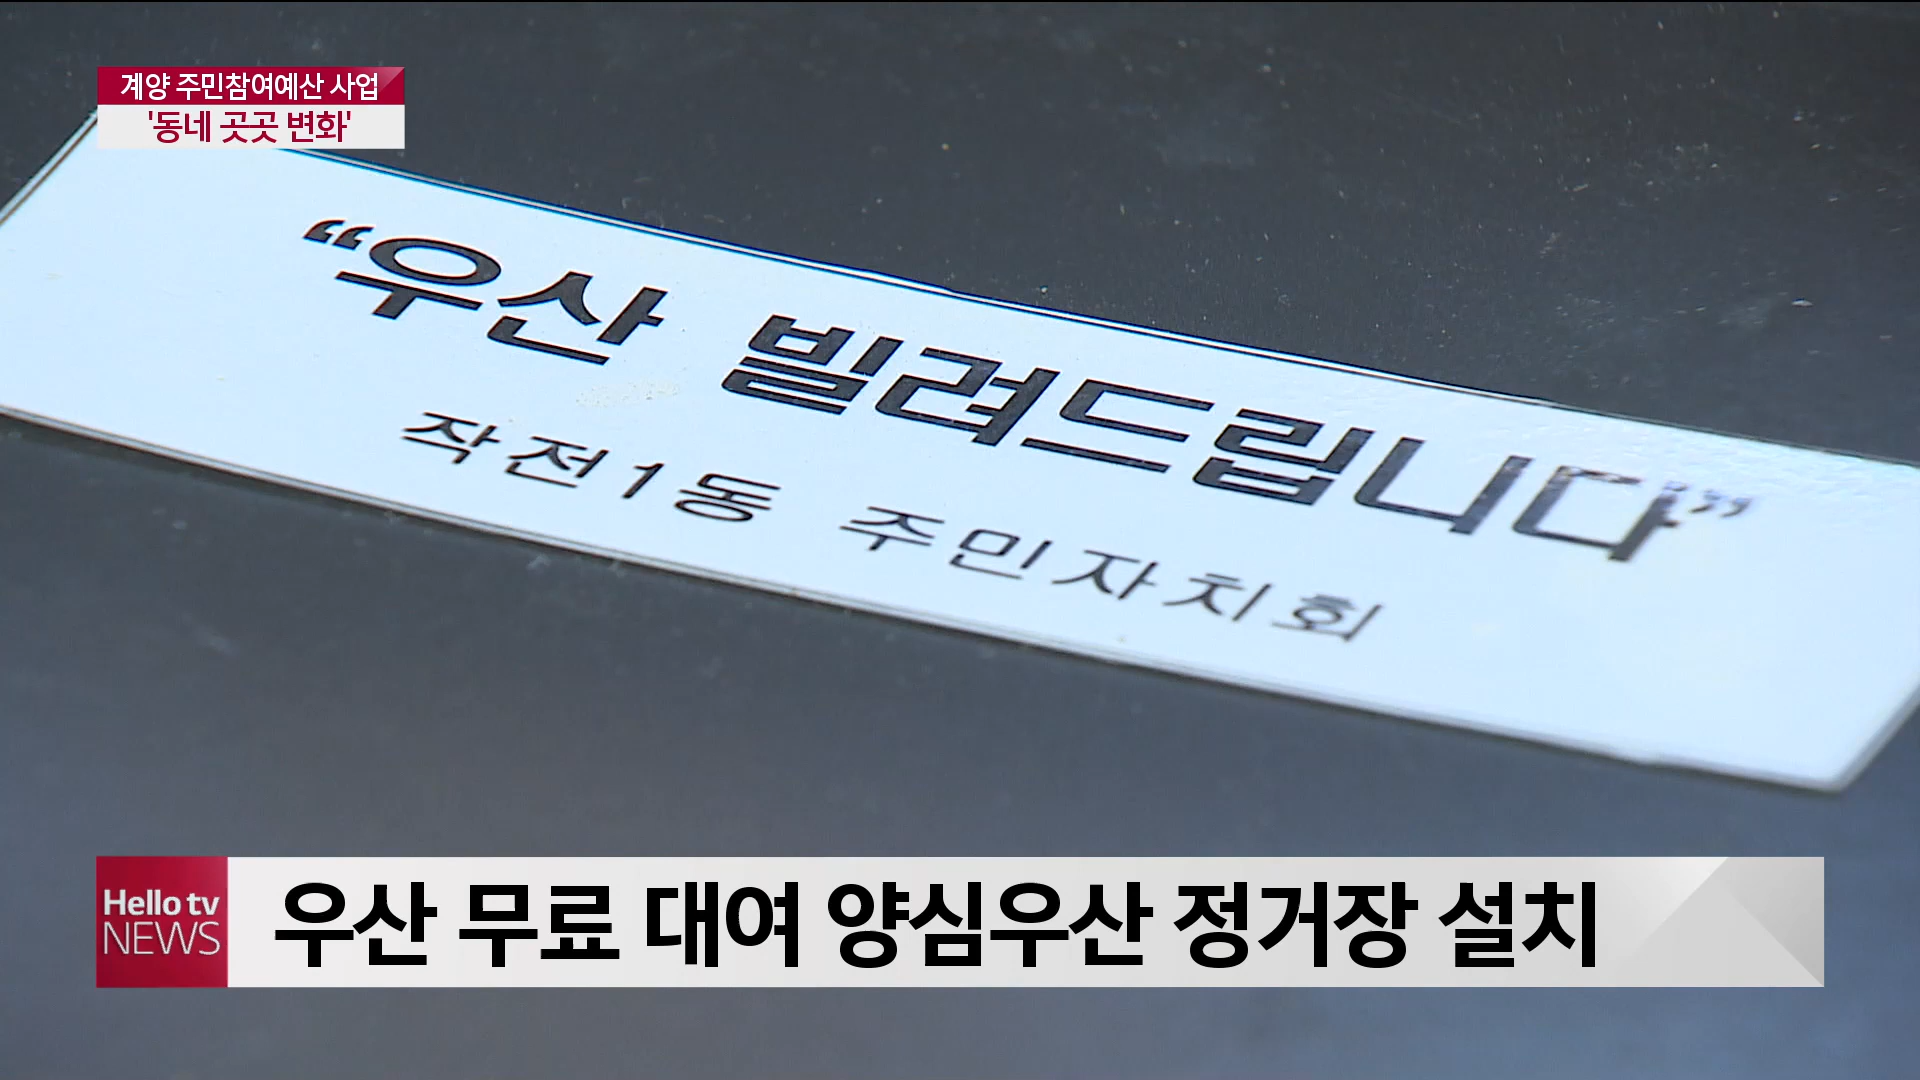 계양 주민참여예산 사업
'동네 곳곳 변화'
“우산 빌려드립니다”
작전1동 주민자치회
Hello tv
NEWS
우산 무료 대여 양심우산 정거장 설치